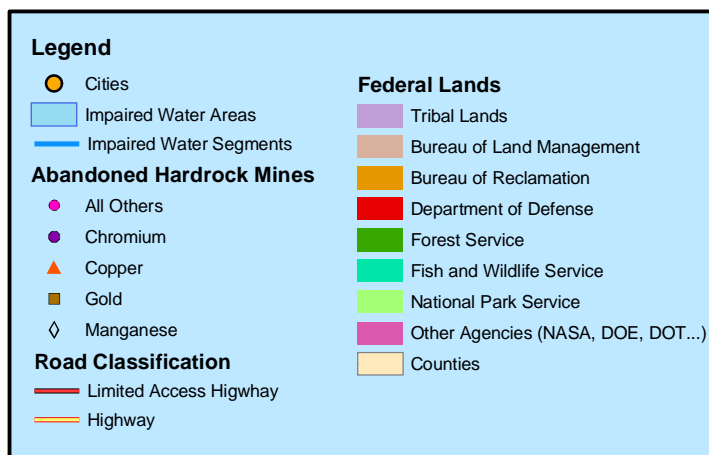 Legend
Cities
Impaired Water Areas
Impaired Water Segments
Abandoned Hardrock Mines
All Others
Chromium
Copper
Gold
Manganese
Road Classification
Limited Access Higwhay
Highway
Federal Lands
Tribal Lands
Bureau of Land Management
Bureau of Reclamation
Department of Defense
Forest Service
Fish and Wildlife Service
National Park Service
Other Agencies (NASA, DOE, DOT...)
Counties